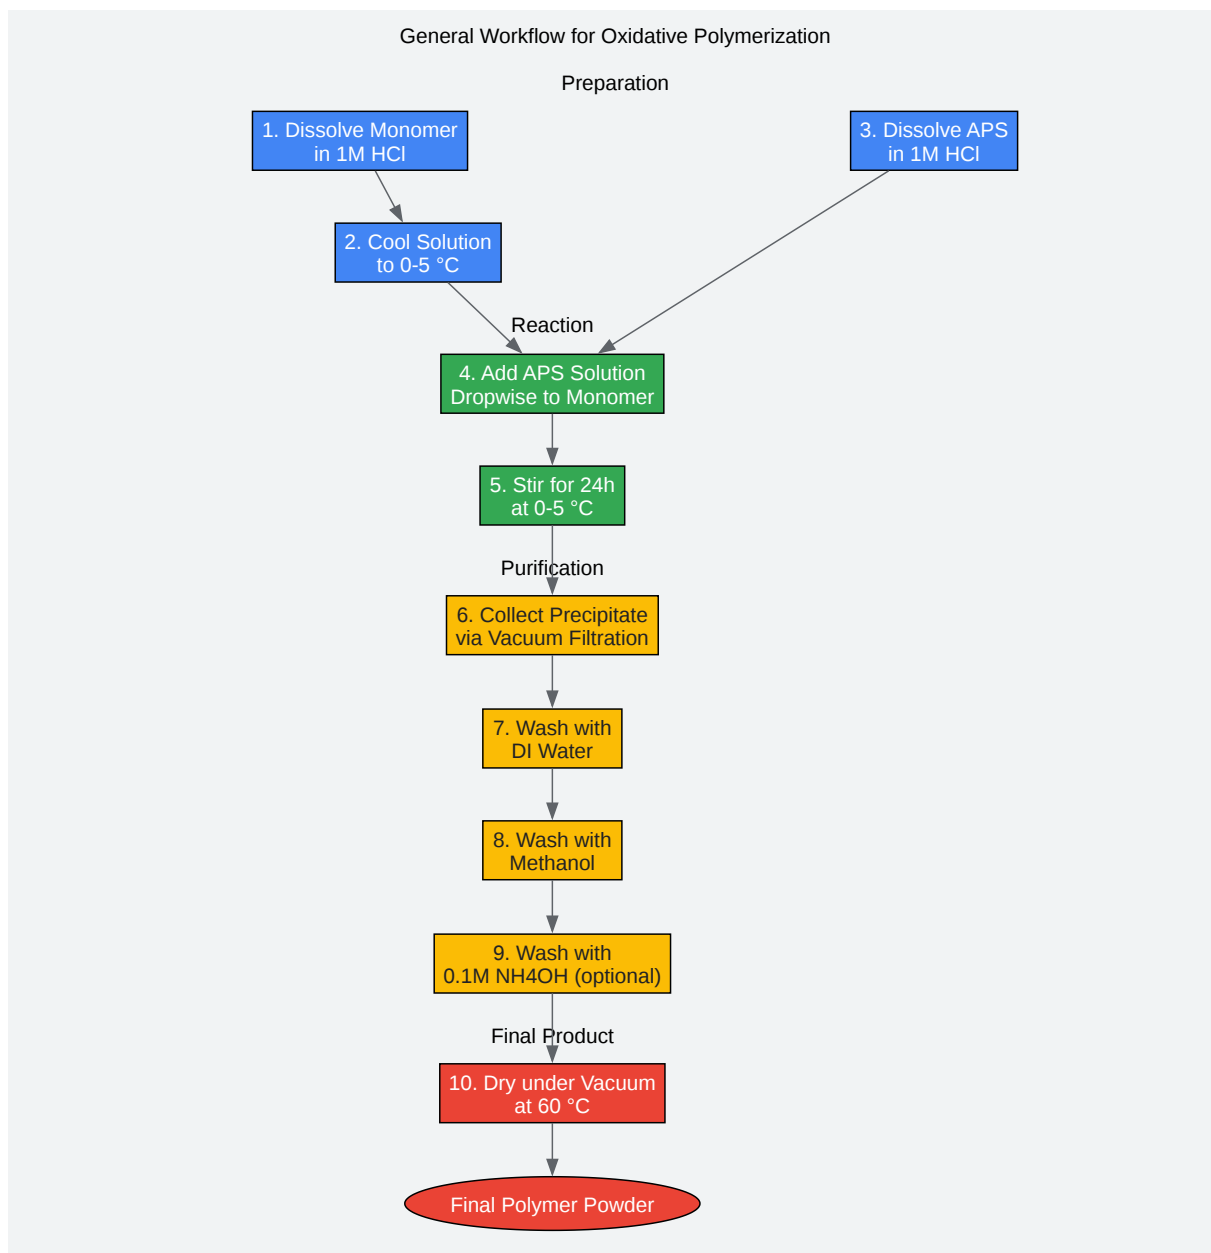 General Workflow for Oxidative Polymerization
Preparation
1. Dissolve Monomer
in 1M HCl
3. Dissolve APS
in 1M HCl
2. Cool Solution
to 0-5 °C
Reaction
4. Add APS Solution
Dropwise to Monomer
5. Stir for 24h
at 0-5 °C
Purification
6. Collect Precipitate
via Vacuum Filtration
7. Wash with
DI Water
8. Wash with
Methanol
9. Wash with
0.1M NH4OH (optional)
Final Product
10. Dry under Vacuum
at 60 °C
Final Polymer Powder